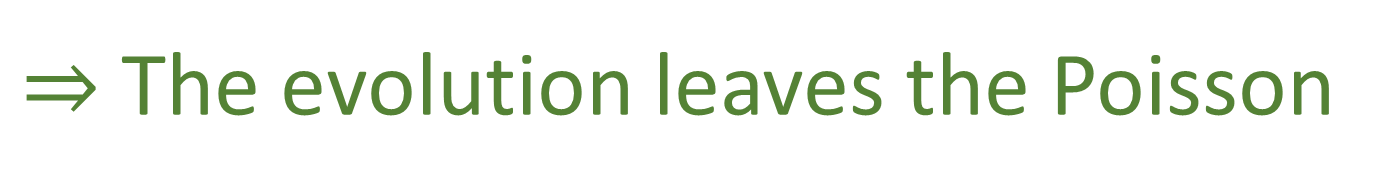 ⇒ The evolution leaves the Poisson